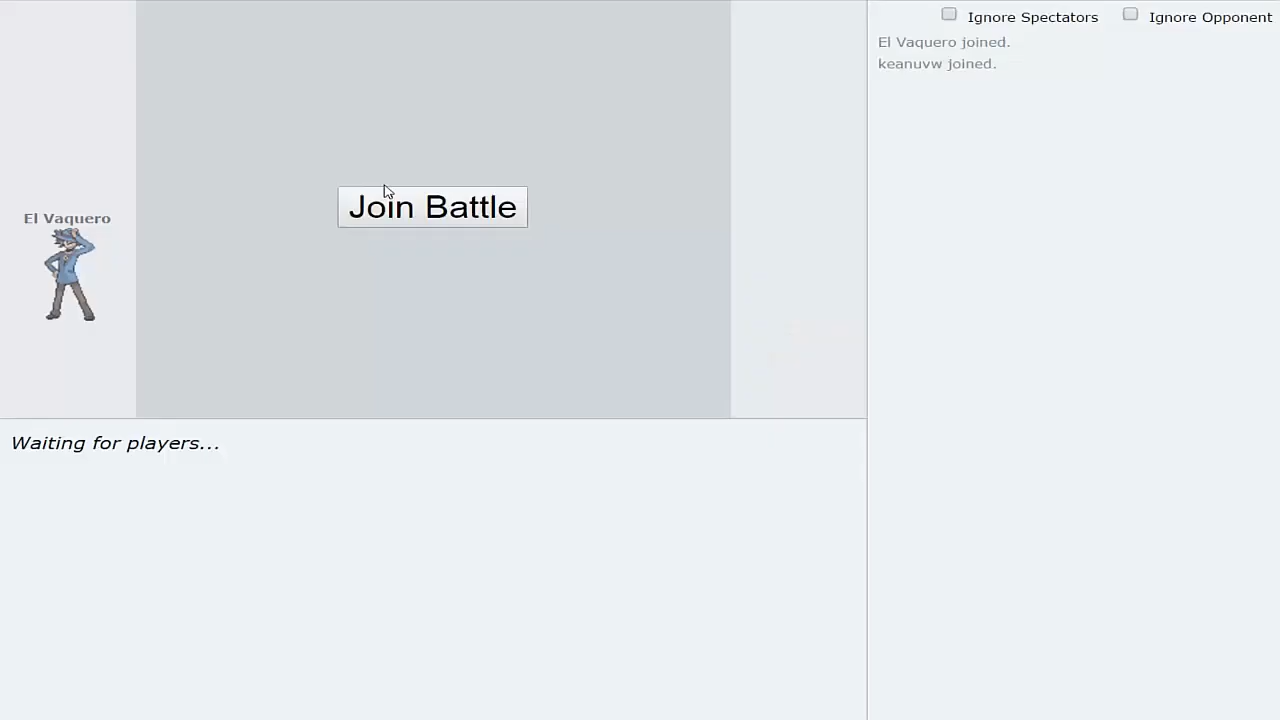 Ignore Spectators
Ignore Opponent
El Vaquero joined.
keanuvw joined.
Join Battle
El Vaquero
Waiting for players...